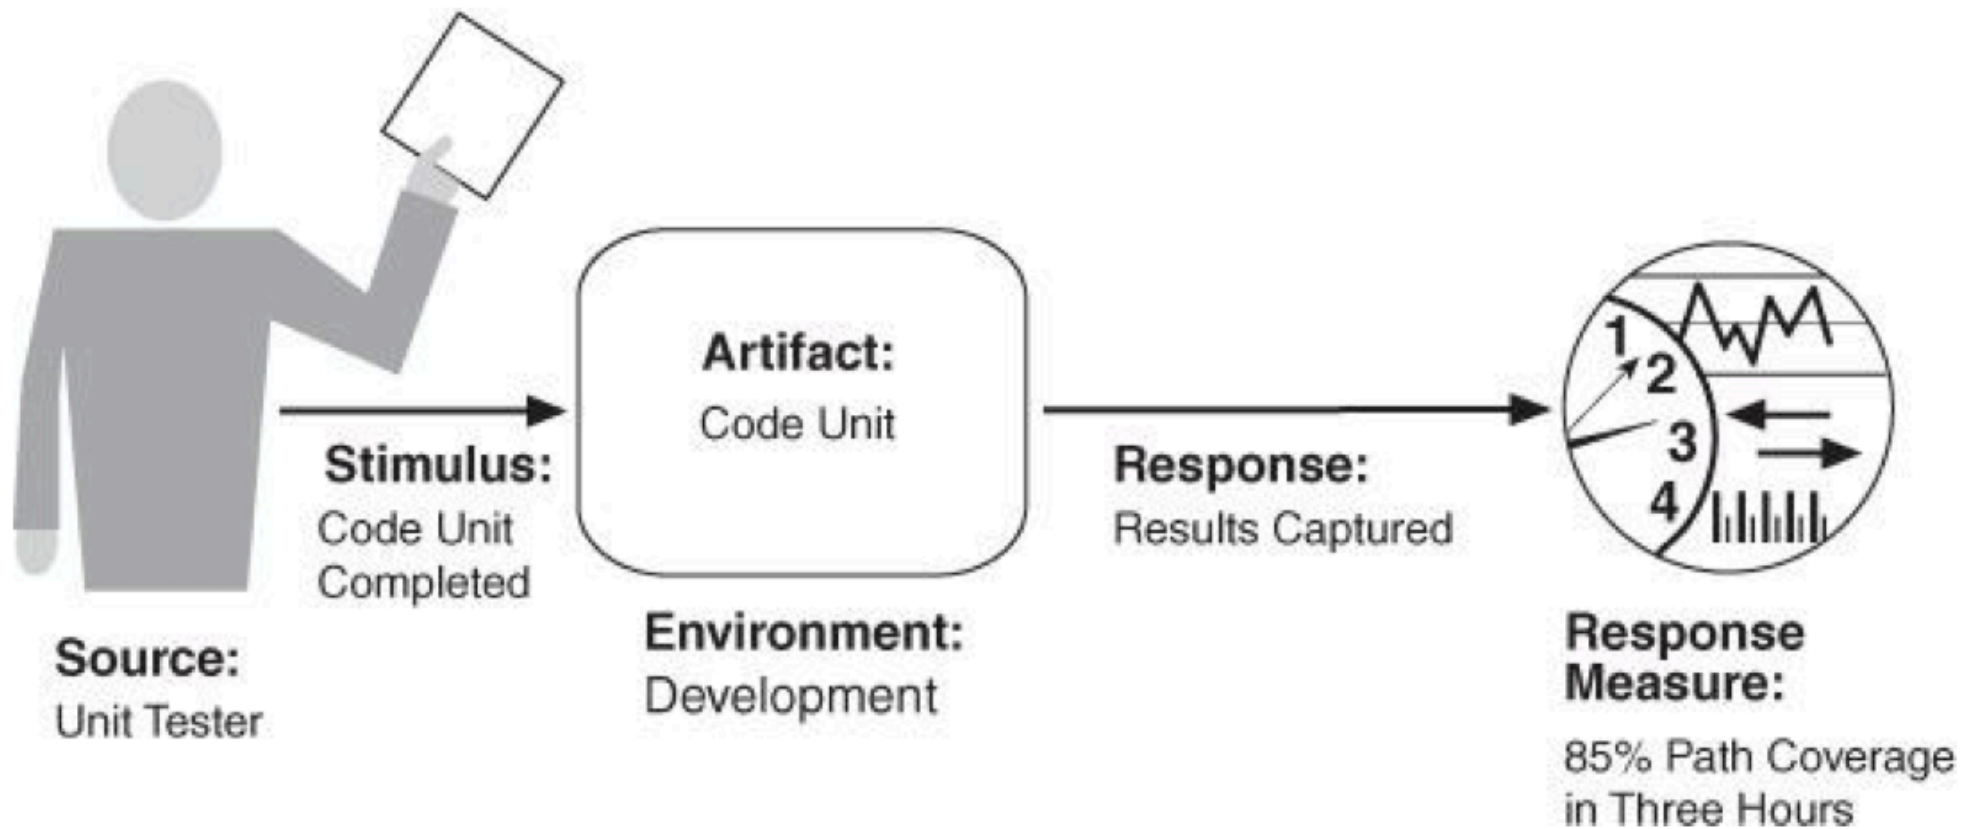 Source:
Unit Tester
Stimulus:
Code Unit
Completed
Artifact:
Code Unit
Environment:
Development
Response:
Results Captured
1
2
3
4
Response
Measure:
85% Path Coverage
in Three Hours